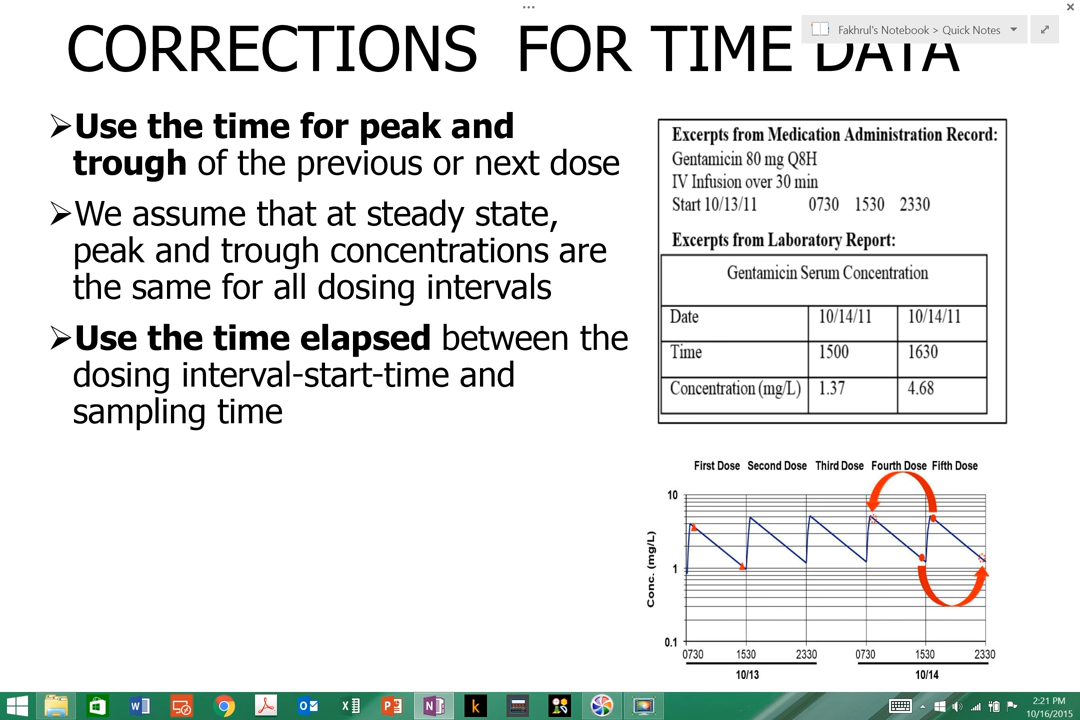 CORRECTIONS FOR TIME DATA
Fakhrul's Notebook > Quick Notes
➢Use the time for peak and
trough of the previous or next dose
➢We assume that at steady state,
peak and trough concentrations are
the same for all dosing intervals
➢Use the time elapsed between the
dosing interval-start-time and
sampling time
Excerpts from Medication Administration Record:
Gentamicin 80 mg Q8H
IV Infusion over 30 min
Start 10/13/11 0730 1530 2330
Excerpts from Laboratory Report:
Gentamicin Serum Concentration
Date 10/14/11 10/14/11
Time 1500 1630
Concentration (mg/L) 1.37 4.68
First Dose Second Dose Third Dose Fourth Dose Fifth Dose
Conc. (mg/L)
10
1
0.1
0730 1530 2330 0730 1530 2330
10/13 10/14
2:21 PM
10/16/2015